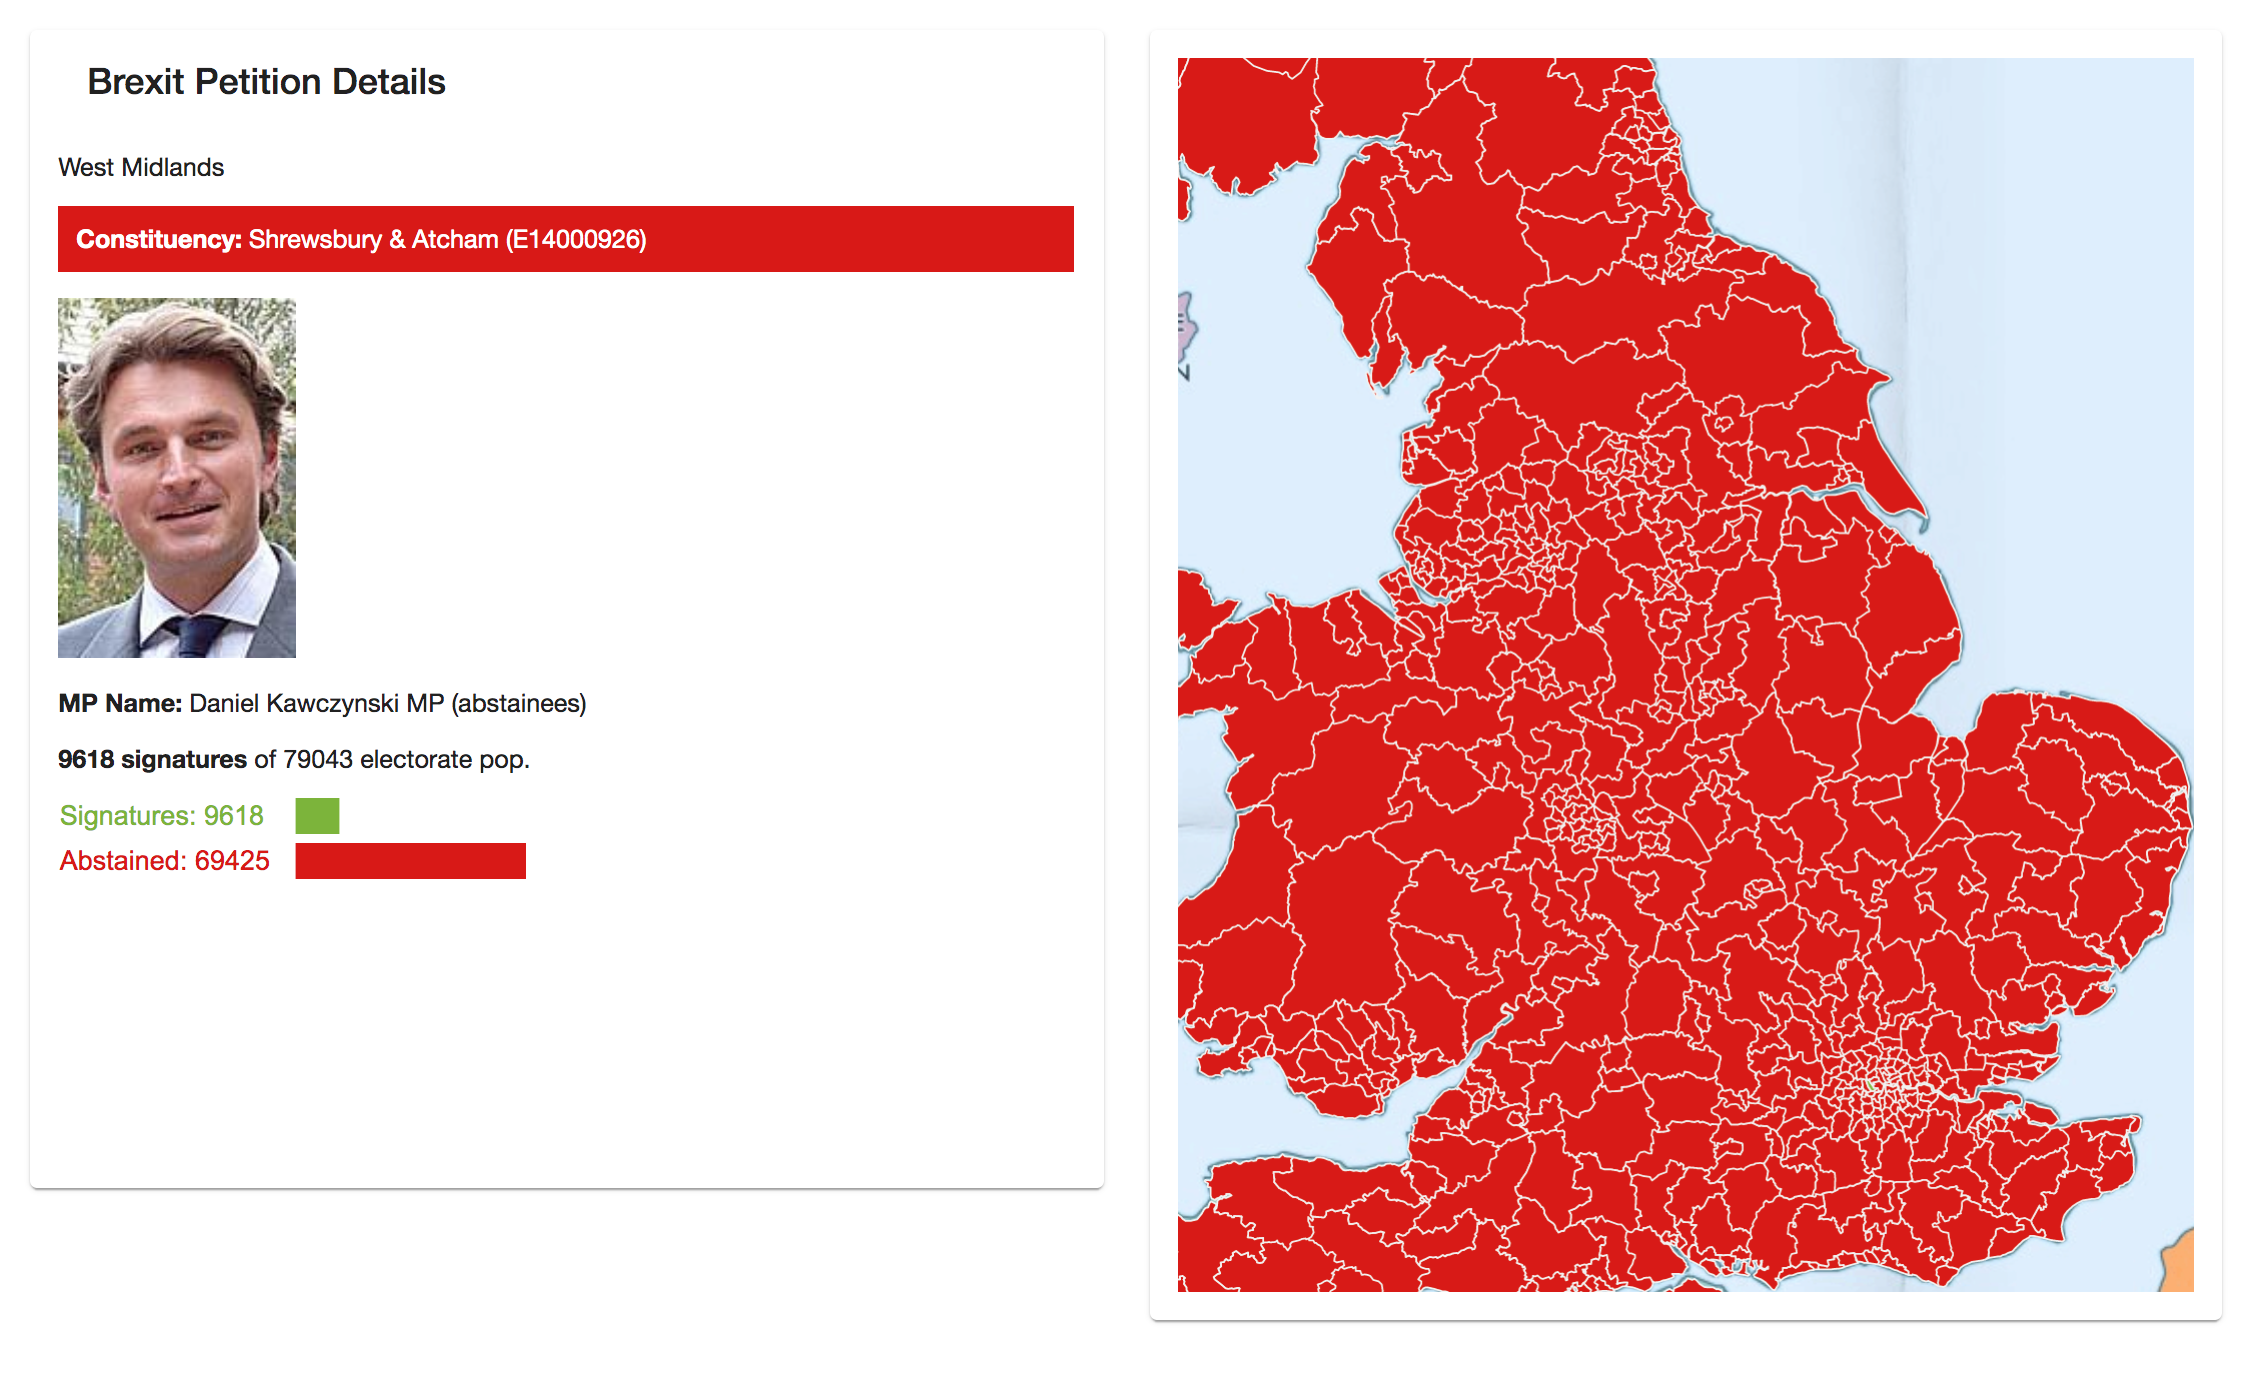 Brexit Petition Details
West Midlands
Constituency: Shrewsbury & Atcham (E14000926)
MP Name: Daniel Kawczynski MP (abstainees)
9618 signatures of 79043 electorate pop.
Signatures: 9618
Abstained: 69425